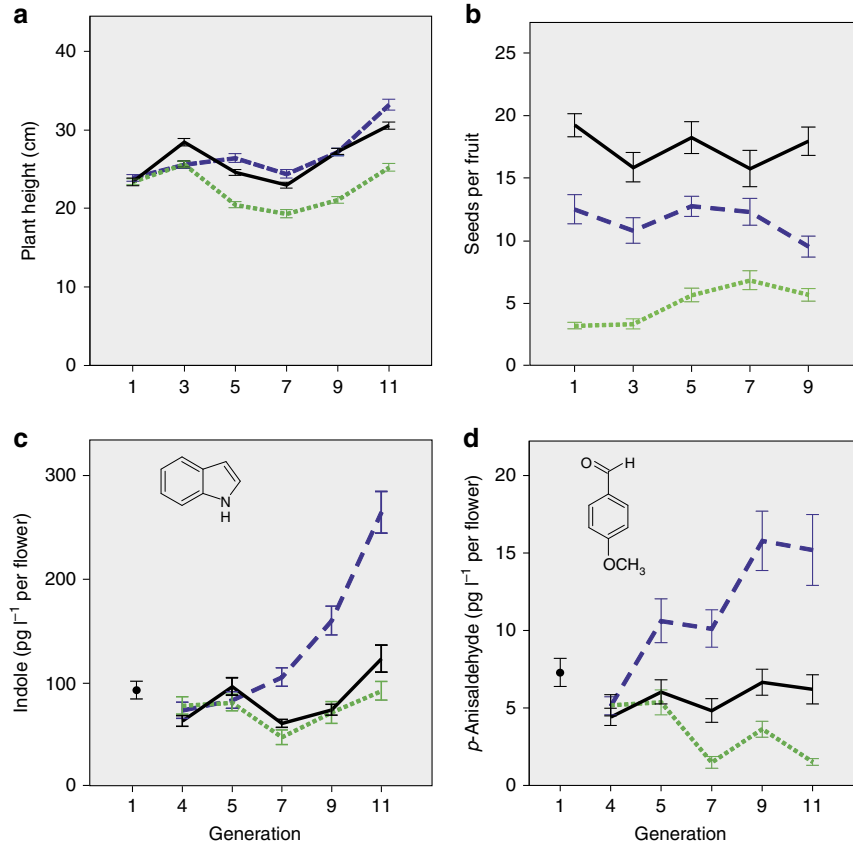 a
40
30
20
10
0
Plant height (cm)
1 3 5 7 9 11
b
25
20
15
10
5
0
Seeds per fruit
1 3 5 7 9
c
300
200
100
0
Indole (pg l⁻¹ per flower)
N
H
1 4 5 7 9 11
Generation
d
20
15
10
5
0
p-Anisaldehyde (pg l⁻¹ per flower)
O H
OCH₃
1 4 5 7 9 11
Generation